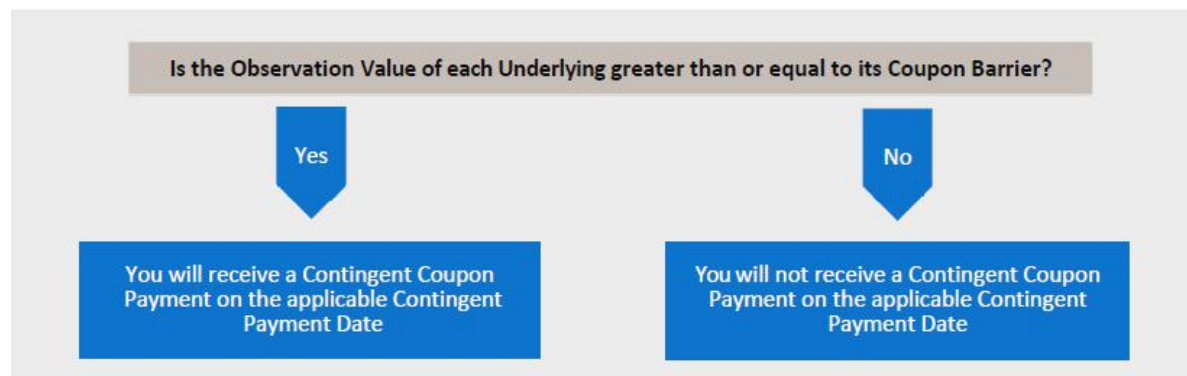 Is the Observation Value of each Underlying greater than or equal to its Coupon Barrier?
Yes
No
You will receive a Contingent Coupon
Payment on the applicable Contingent
Payment Date
You will not receive a Contingent Coupon
Payment on the applicable Contingent
Payment Date